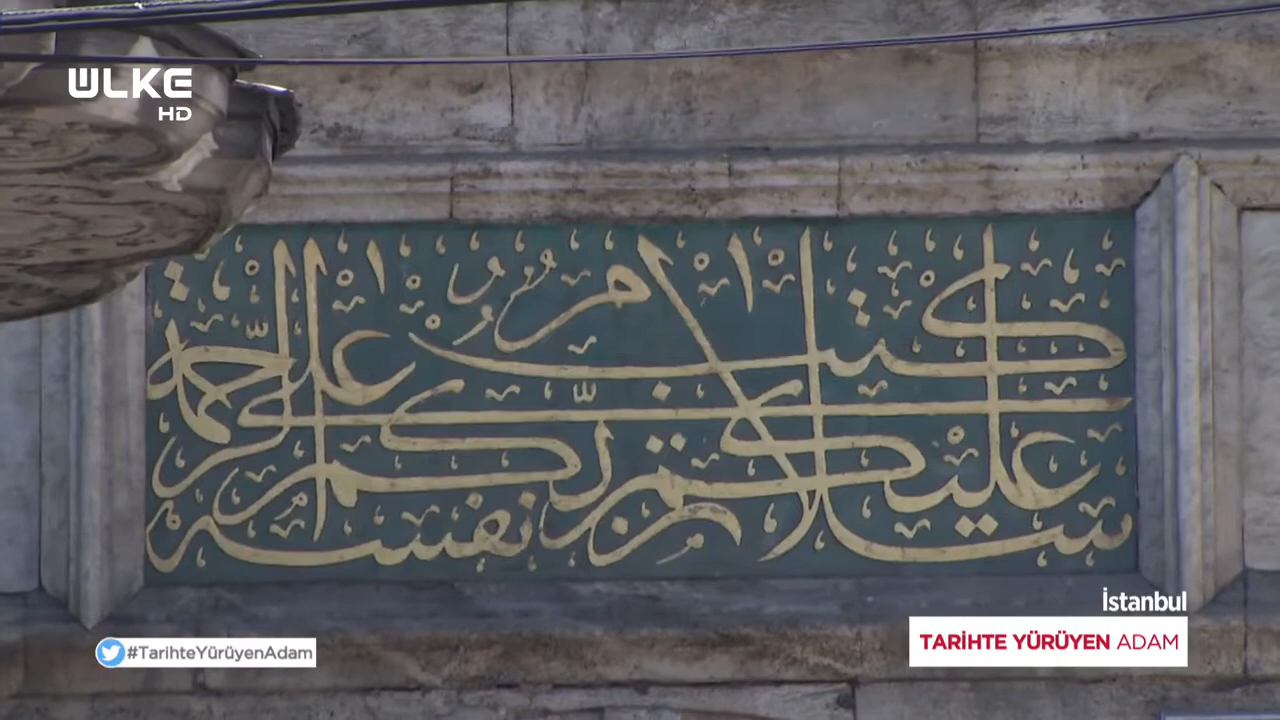 ÜLKE
HD
سلام عليكم كتب ربكم على نفسه الرحمة
İstanbul
TARİHTE YÜRÜYEN ADAM
#TarihteYürüyenAdam